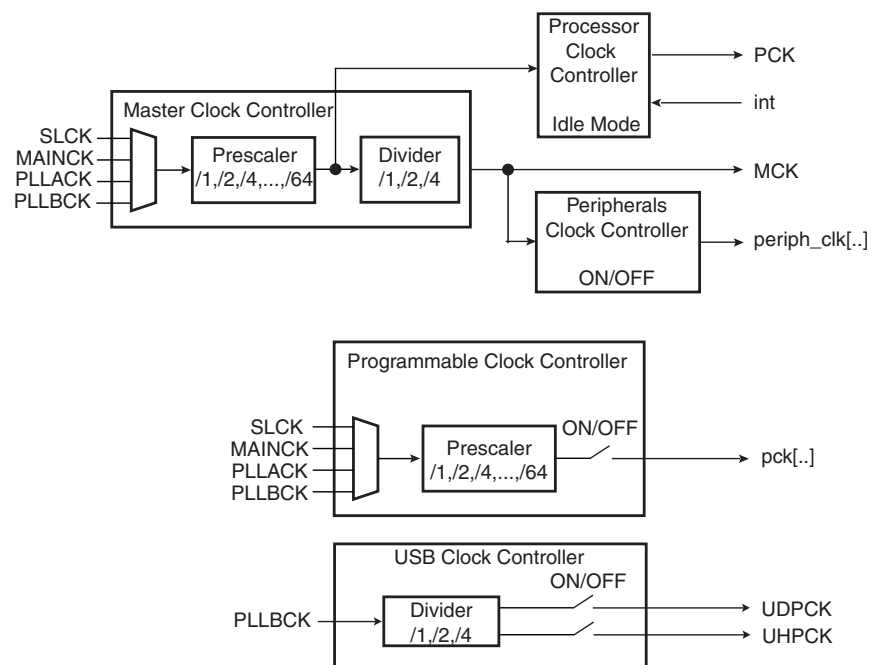 Processor
Clock
Controller
Idle Mode
PCK
int
Master Clock Controller
SLCK
MAINCK
PLLACK
PLLBCK
Prescaler
/1,/2,/4,...,/64
Divider
/1,/2,/4
MCK
Peripherals
Clock Controller
ON/OFF
periph_clk[..]
Programmable Clock Controller
SLCK
MAINCK
PLLACK
PLLBCK
Prescaler
/1,/2,/4,...,/64
ON/OFF
pck[..]
USB Clock Controller
ON/OFF
PLLBCK
Divider
/1,/2,/4
UDPCK
UHPCK